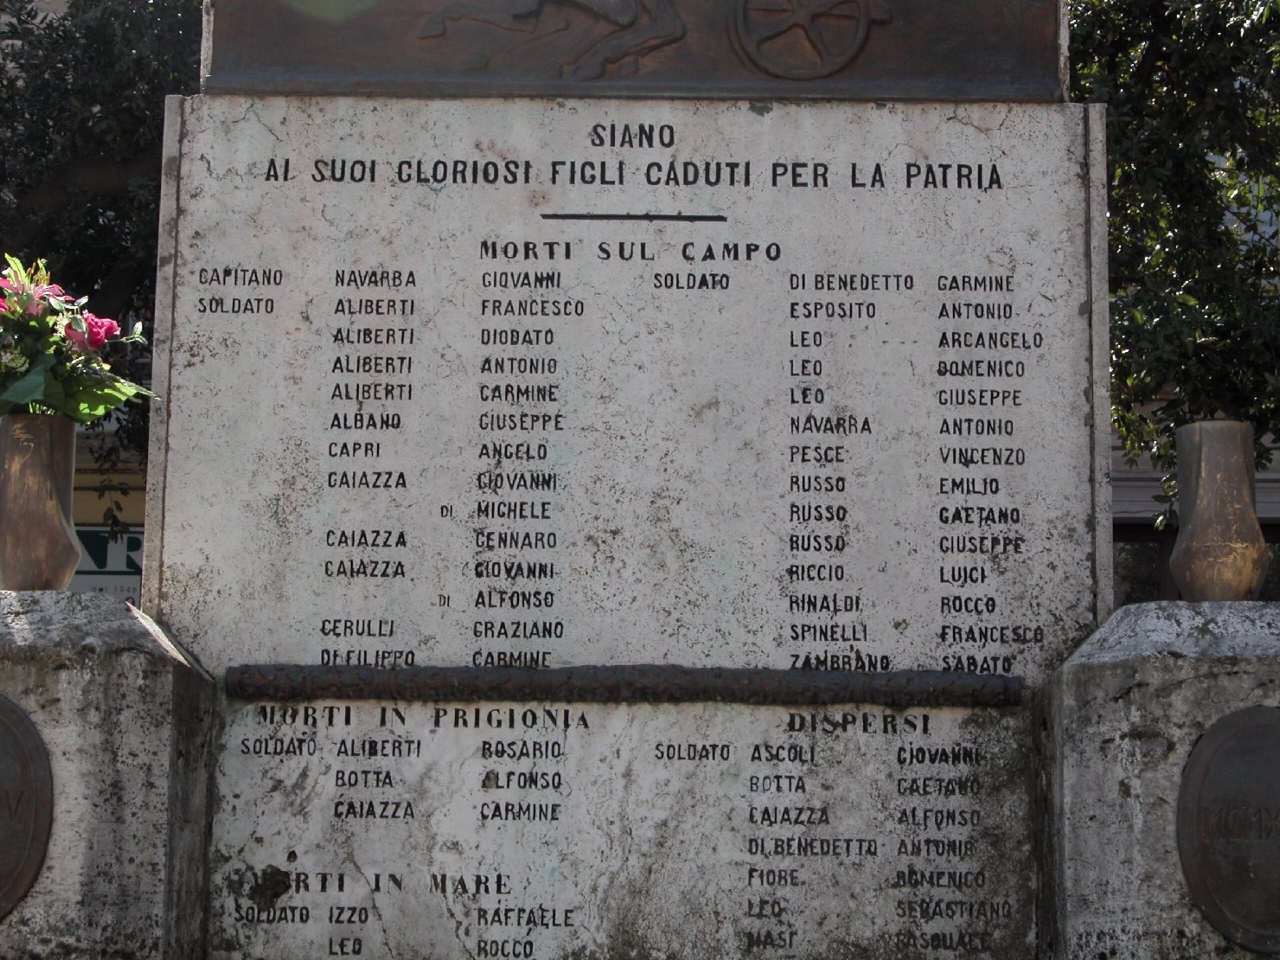 SIANO
AI SUOI GLORIOSI FIGLI CADUTI PER LA PATRIA
MORTI SUL CAMPO
CAPITANO NAVARRA GIOVANNI
SOLDATO ALIBERTI FRANCESCO
ALIBERTI DIODATO
ALIBERTI ANTONIO
ALIBERTI CARMINE
ALBANO GIUSEPPE
CAPRI ANGELO
CAIAZZA GIOVANNI
DI MICHELE
CAIAZZA GENNARO
CAIAZZA GIOVANNI
DI ALFONSO
CERULLI GRAZIANO
DI FILIPPO CARMINE
SOLDATO DI BENEDETTO CARMINE
ESPOSITO ANTONIO
LEO ARCANGELO
LEO DOMENICO
LEO GIUSEPPE
NAVARRA ANTONIO
PESCE VINCENZO
RUSSO EMILIO
RUSSO GAETANO
RUSSO GIUSEPPE
RICCIO LUIGI
RINALDI ROCCO
SPINELLI FRANCESCO
ZAMBRANO SABATO
MORTI IN PRIGIONIA
SOLDATO ALIBERTI ROSARIO
BOTTA ALFONSO
CAIAZZA CARMINE
MORTI IN MARE
SOLDATO IZZO RAFFAELE
LEO ROCCO
DISPERSI
SOLDATO ASCOLI GIOVANNI
BOTTA GAETANO
CAIAZZA ALFONSO
DI BENEDETTO ANTONIO
FIORE DOMENICO
LEO SEBASTIANO
PASQUALE